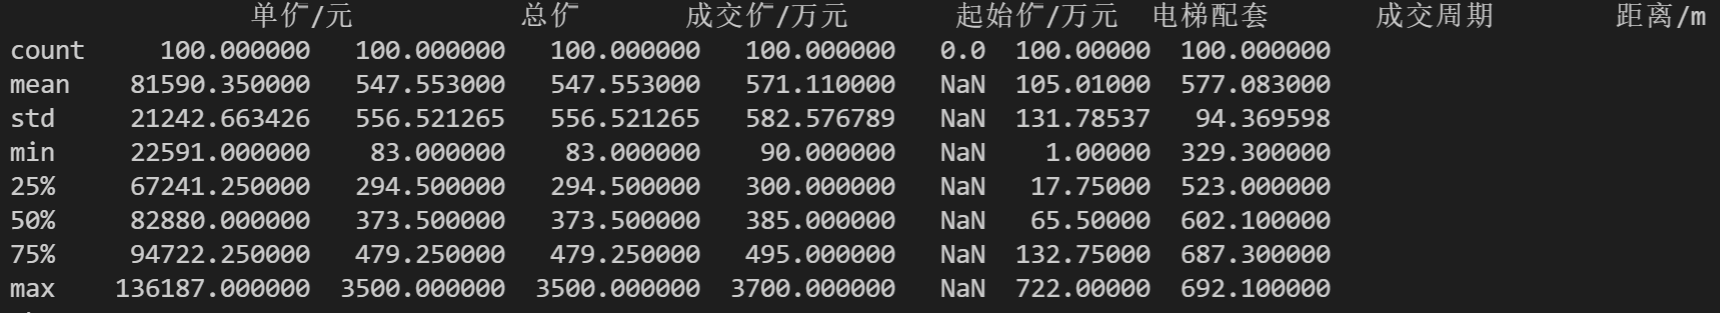 单价/元 总价 成交价/万元 起始价/万元 电梯配套 成交周期 距离/m
count 100.000000 100.000000 100.000000 100.000000 0.0 100.00000 100.000000
mean 81590.350000 547.553000 547.553000 571.110000 NaN 105.01000 577.083000
std 21242.663426 556.521265 556.521265 582.576789 NaN 131.78537 94.369598
min 22591.000000 83.000000 83.000000 90.000000 NaN 1.00000 329.300000
25% 67241.250000 294.500000 294.500000 300.000000 NaN 17.75000 523.000000
50% 82880.000000 373.500000 373.500000 385.000000 NaN 65.50000 602.100000
75% 94722.250000 479.250000 479.250000 495.000000 NaN 132.75000 687.300000
max 136187.000000 3500.000000 3500.000000 3700.000000 NaN 722.00000 692.100000